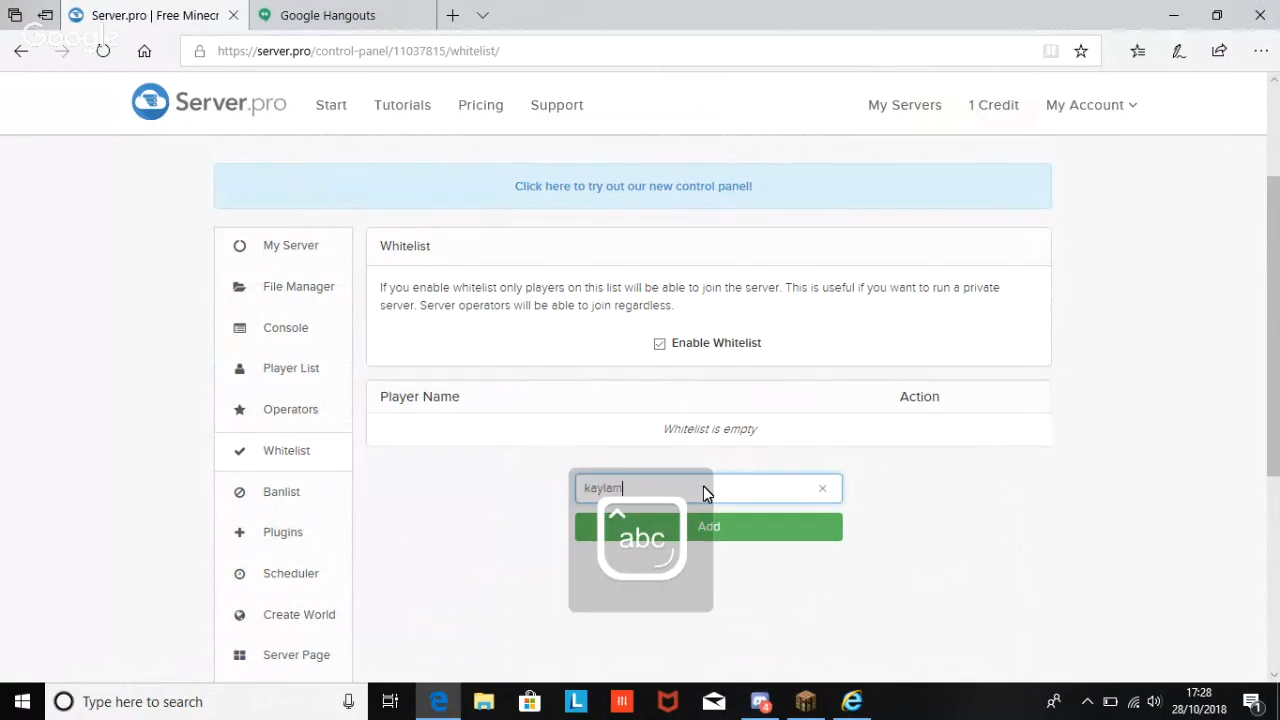 Server.pro | Free Minecr
Google Hangouts
Google
https://server.pro/control-panel/11037815/whitelist/
Server.pro
Start
Tutorials
Pricing
Support
My Servers
1 Credit
My Account
Click here to try out our new control panel!
My Server
File Manager
Console
Player List
Operators
Whitelist
Banlist
Plugins
Scheduler
Create World
Server Page
Whitelist
If you enable whitelist only players on this list will be able to join the server. This is useful if you want to run a private
server. Server operators will be able to join regardless.
Enable Whitelist
Player Name
Action
Whitelist is empty
kaylam
Add
abc
Type here to search
L
4
17:28
28/10/2018
1